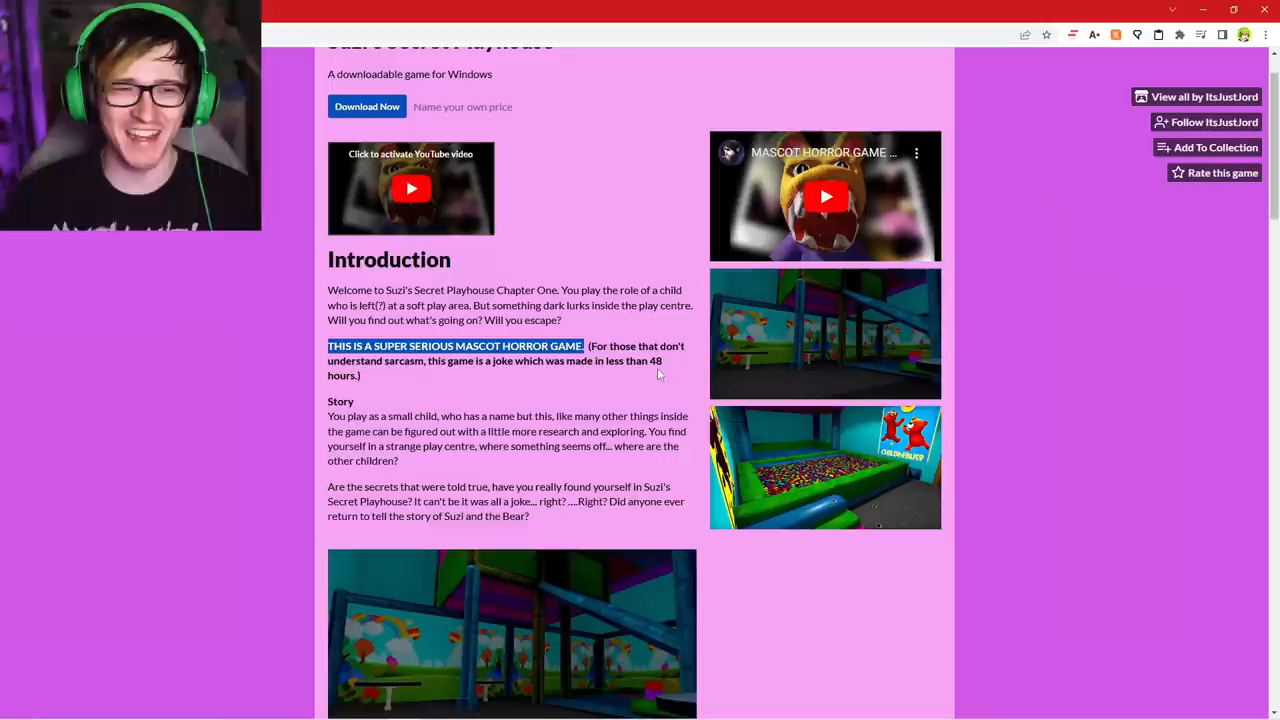 Suzi's Secret Playhouse
A downloadable game for Windows
Download Now Name your own price
Click to activate YouTube video
MASCOT HORROR GAME ...
View all by ItsJustJord
Follow ItsJustJord
Add To Collection
Rate this game
Introduction
Welcome to Suzi's Secret Playhouse Chapter One. You play the role of a child
who is left(?) at a soft play area. But something dark lurks inside the play centre.
Will you find out what's going on? Will you escape?
THIS IS A SUPER SERIOUS MASCOT HORROR GAME. (For those that don't
understand sarcasm, this game is a joke which was made in less than 48
hours.)
Story
You play as a small child, who has a name but this, like many other things inside
the game can be figured out with a little more research and exploring. You find
yourself in a strange play centre, where something seems off... where are the
other children?
Are the secrets that were told true, have you really found yourself in Suzi's
Secret Playhouse? It can't be it was all a joke... right? ....Right? Did anyone ever
return to tell the story of Suzi and the Bear?
A+